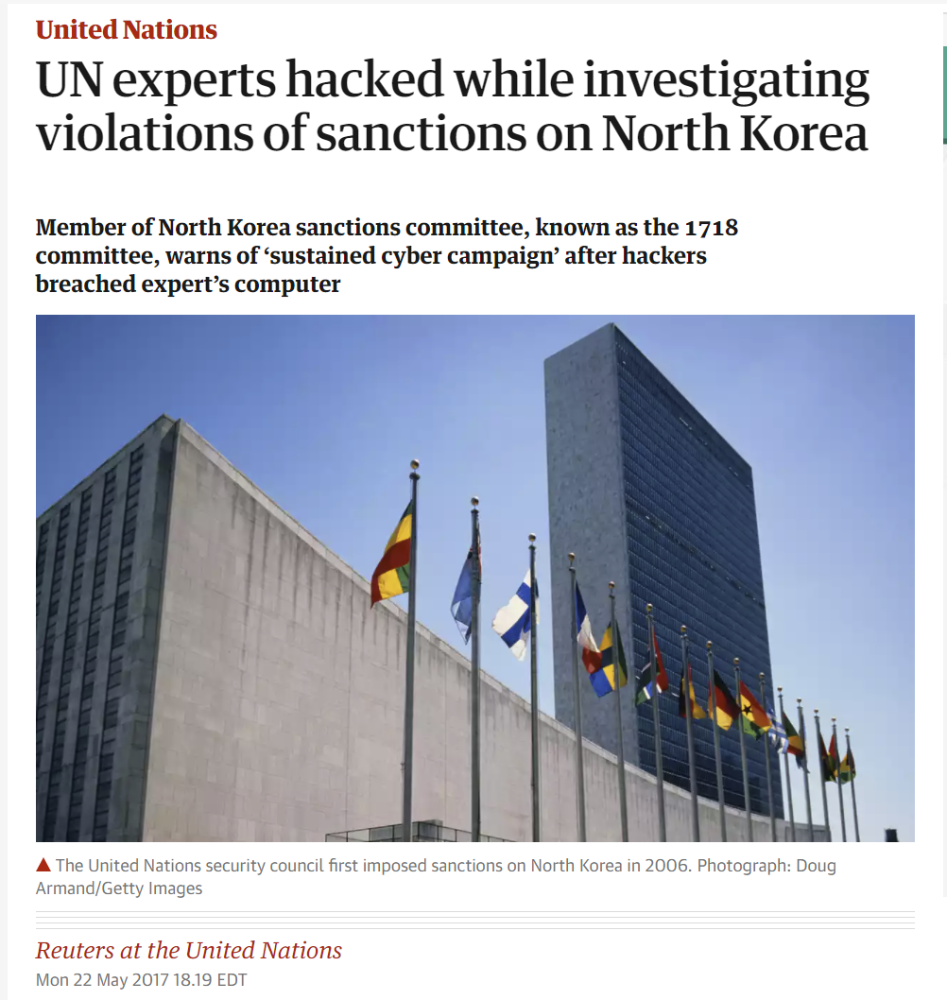 United Nations
UN experts hacked while investigating
violations of sanctions on North Korea
Member of North Korea sanctions committee, known as the 1718
committee, warns of ‘sustained cyber campaign’ after hackers
breached expert’s computer
The United Nations security council first imposed sanctions on North Korea in 2006. Photograph: Doug
Armand/Getty Images
Reuters at the United Nations
Mon 22 May 2017 18.19 EDT